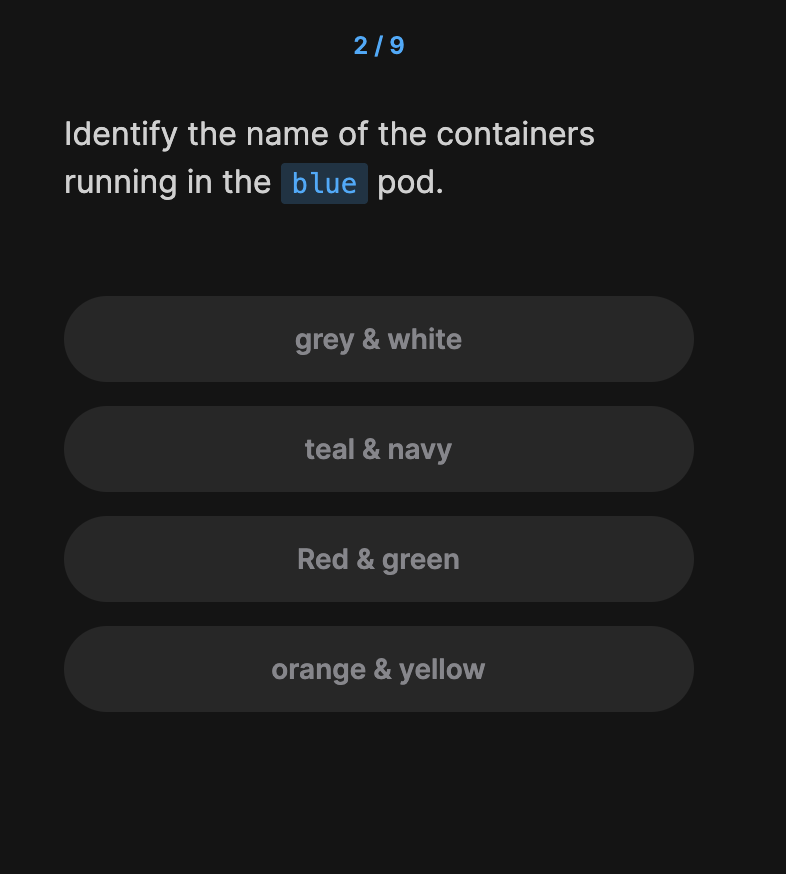 2 / 9
Identify the name of the containers
running in the blue pod.
grey & white
teal & navy
Red & green
orange & yellow